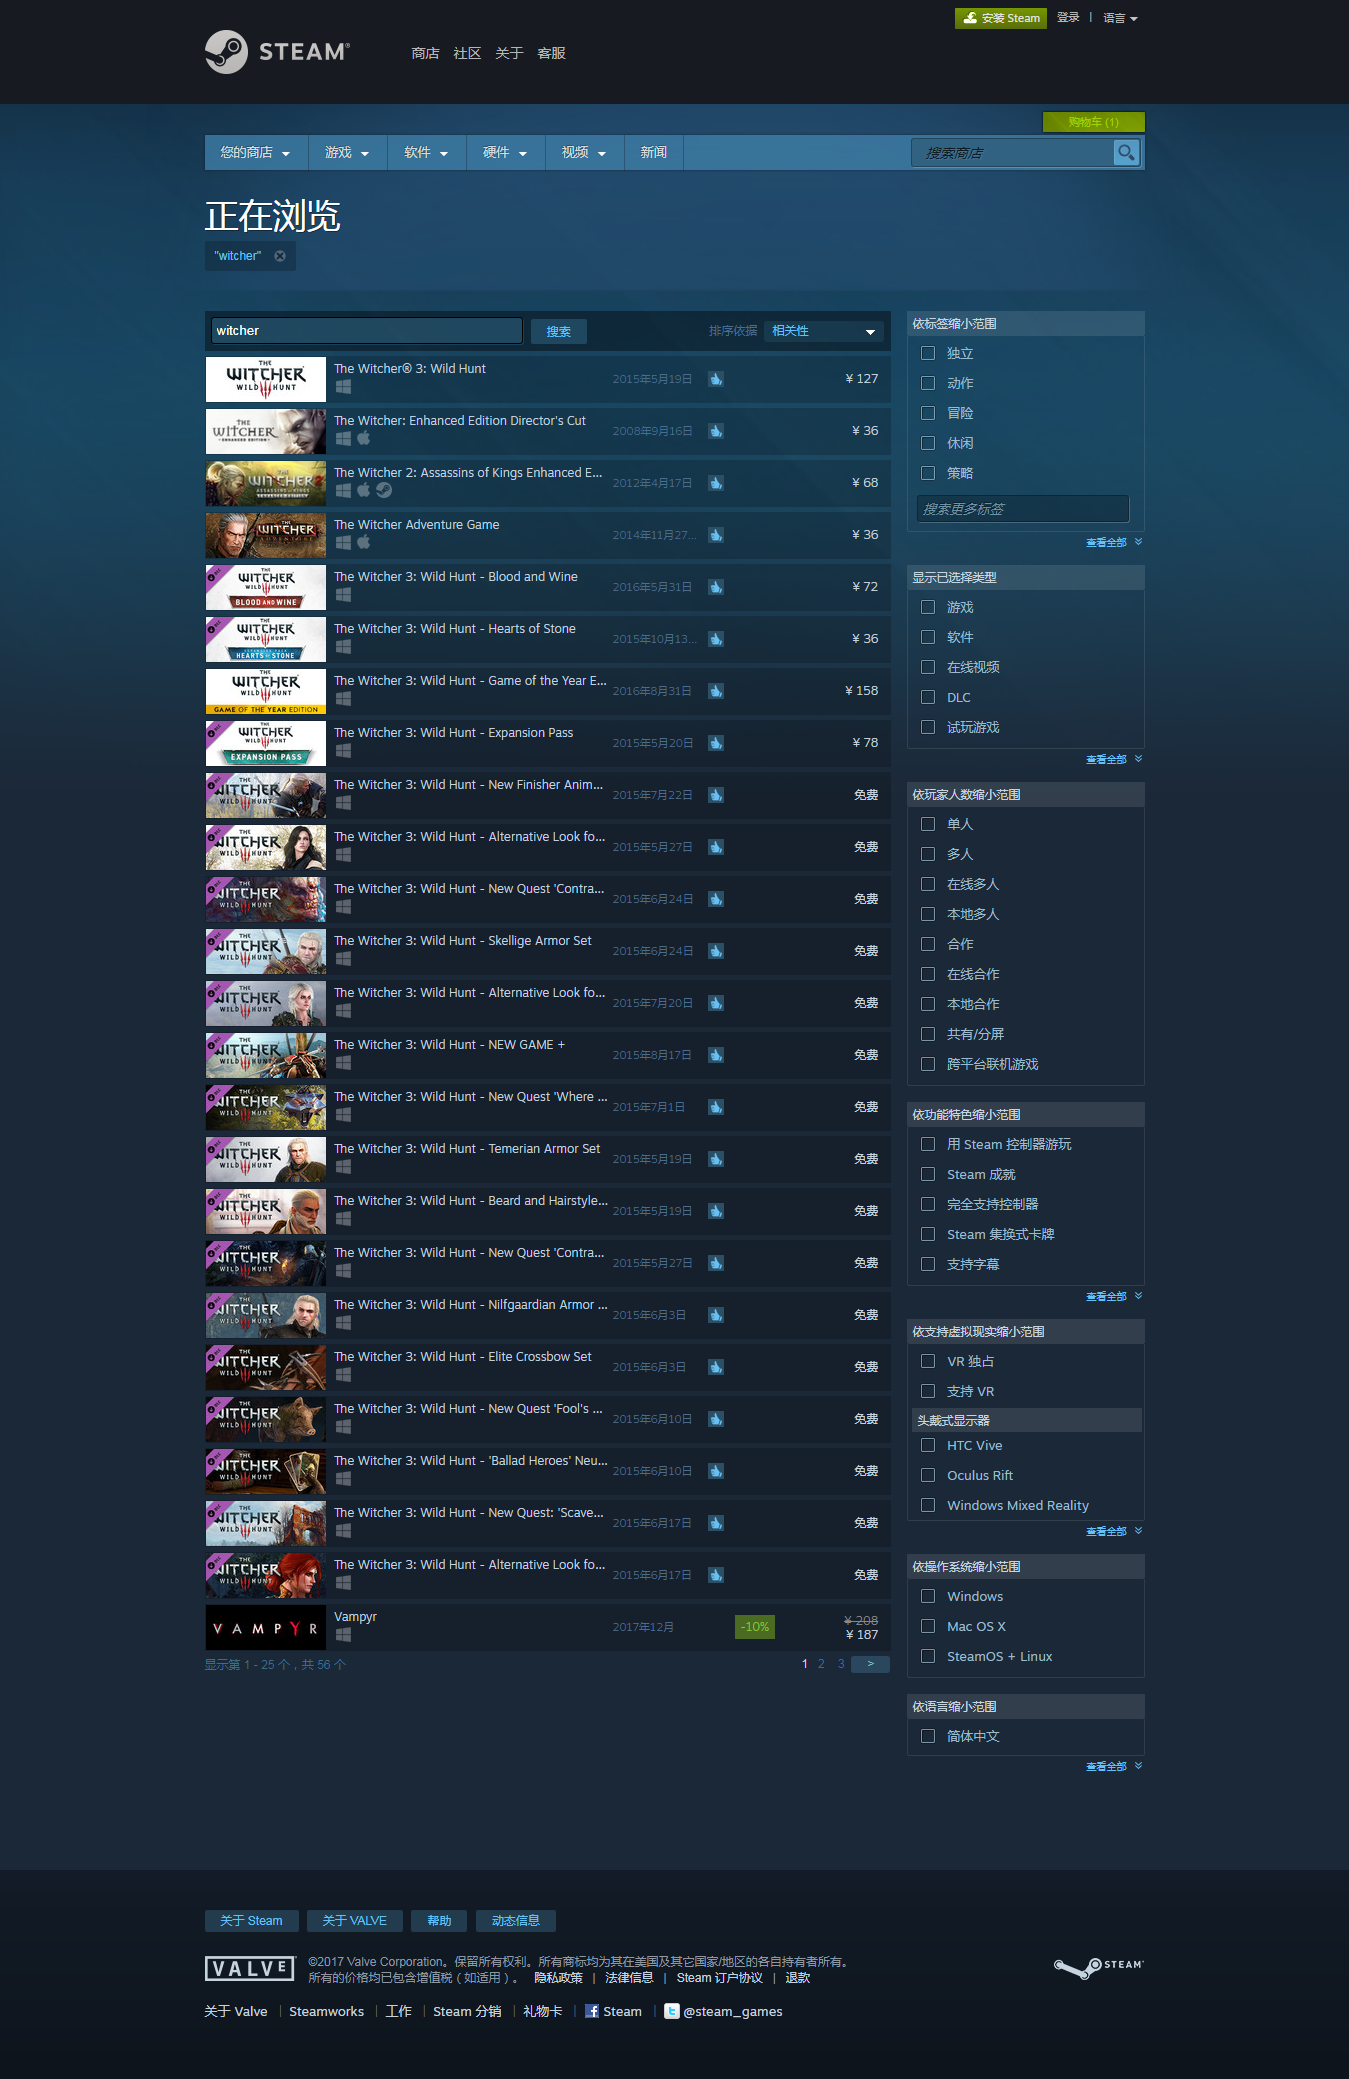 安装 Steam 登录 | 语言
STEAM® 商店 社区 关于 客服
购物车 (1)
您的商店 游戏 软件 硬件 视频 新闻 搜索商店
正在浏览
"witcher"
witcher 搜索 排序依据 相关性
The Witcher® 3: Wild Hunt 2015年5月19日 ¥ 127
The Witcher: Enhanced Edition Director's Cut 2008年9月16日 ¥ 36
The Witcher 2: Assassins of Kings Enhanced E... 2012年4月17日 ¥ 68
The Witcher Adventure Game 2014年11月27... ¥ 36
The Witcher 3: Wild Hunt - Blood and Wine 2016年5月31日 ¥ 72
The Witcher 3: Wild Hunt - Hearts of Stone 2015年10月13... ¥ 36
The Witcher 3: Wild Hunt - Game of the Year E... 2016年8月31日 ¥ 158
The Witcher 3: Wild Hunt - Expansion Pass 2015年5月20日 ¥ 78
The Witcher 3: Wild Hunt - New Finisher Anim... 2015年7月22日 免费
The Witcher 3: Wild Hunt - Alternative Look fo... 2015年5月27日 免费
The Witcher 3: Wild Hunt - New Quest 'Contra... 2015年6月24日 免费
The Witcher 3: Wild Hunt - Skellige Armor Set 2015年6月24日 免费
The Witcher 3: Wild Hunt - Alternative Look fo... 2015年7月20日 免费
The Witcher 3: Wild Hunt - NEW GAME + 2015年8月17日 免费
The Witcher 3: Wild Hunt - New Quest 'Where ... 2015年7月1日 免费
The Witcher 3: Wild Hunt - Temerian Armor Set 2015年5月19日 免费
The Witcher 3: Wild Hunt - Beard and Hairstyle... 2015年5月19日 免费
The Witcher 3: Wild Hunt - New Quest 'Contra... 2015年5月27日 免费
The Witcher 3: Wild Hunt - Nilfgaardian Armor ... 2015年6月3日 免费
The Witcher 3: Wild Hunt - Elite Crossbow Set 2015年6月3日 免费
The Witcher 3: Wild Hunt - New Quest 'Fool's ... 2015年6月10日 免费
The Witcher 3: Wild Hunt - 'Ballad Heroes' Neu... 2015年6月10日 免费
The Witcher 3: Wild Hunt - New Quest: 'Scave... 2015年6月17日 免费
The Witcher 3: Wild Hunt - Alternative Look fo... 2015年6月17日 免费
VAMPYR Vampyr 2017年12月 -10% ¥ 208
¥ 187
显示第 1 - 25 个，共 56 个 1 2 3 >
依标签缩小范围
独立
动作
冒险
休闲
策略
搜索更多标签
查看全部
显示已选择类型
游戏
软件
在线视频
DLC
试玩游戏
查看全部
依玩家人数缩小范围
单人
多人
在线多人
本地多人
合作
在线合作
本地合作
共有/分屏
跨平台联机游戏
依功能特色缩小范围
用 Steam 控制器游玩
Steam 成就
完全支持控制器
Steam 集换式卡牌
支持字幕
查看全部
依支持虚拟现实缩小范围
VR 独占
支持 VR
头戴式显示器
HTC Vive
Oculus Rift
Windows Mixed Reality
查看全部
依操作系统缩小范围
Windows
Mac OS X
SteamOS + Linux
依语言缩小范围
简体中文
查看全部
关于 Steam 关于 VALVE 帮助 动态信息
VALVE ©2017 Valve Corporation。保留所有权利。所有商标均为其在美国及其它国家/地区的各自持有者所有。 STEAM
所有的价格均已包含增值税（如适用）。 隐私政策 | 法律信息 | Steam 订户协议 | 退款
关于 Valve | Steamworks | 工作 | Steam 分销 | 礼物卡 | Steam | @steam_games